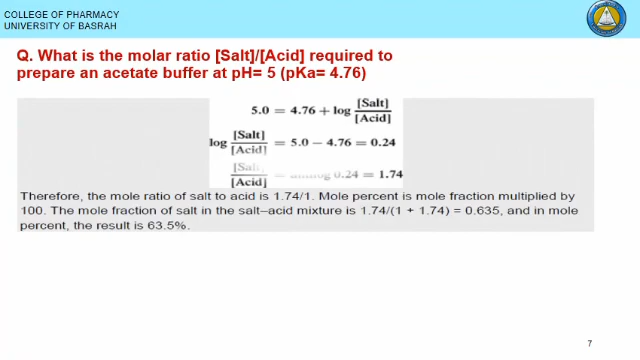 COLLEGE OF PHARMACY
UNIVERSITY OF BASRAH
Q. What is the molar ratio [Salt]/[Acid] required to
prepare an acetate buffer at pH= 5 (pKa= 4.76)
5.0 = 4.76 + log [Salt]/[Acid]
log [Salt]/[Acid] = 5.0 − 4.76 = 0.24
[Salt]/[Acid] = antilog 0.24 = 1.74
Therefore, the mole ratio of salt to acid is 1.74/1. Mole percent is mole fraction multiplied by
100. The mole fraction of salt in the salt–acid mixture is 1.74/(1 + 1.74) = 0.635, and in mole
percent, the result is 63.5%.
7